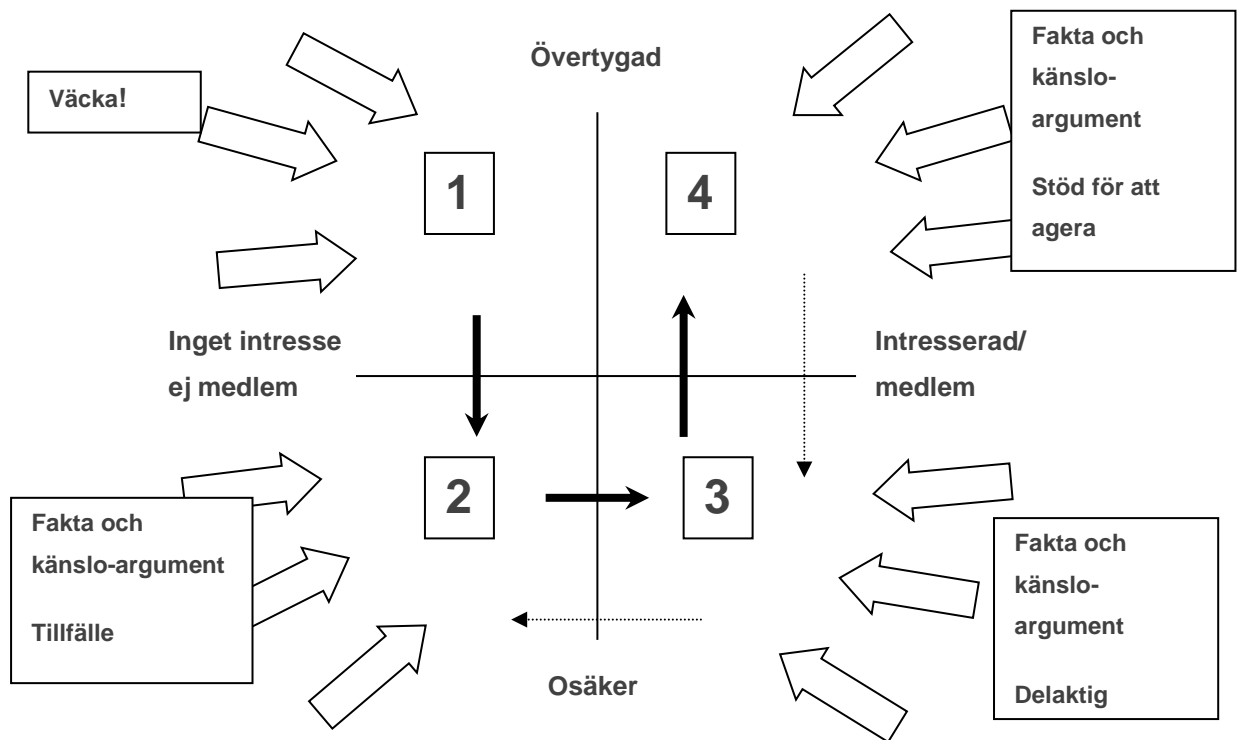 Övertygad
Väcka!
Fakta och
känslo-
argument
Stöd för att
agera
1
4
Inget intresse
ej medlem
Intresserad/
medlem
2
3
Fakta och
känslo-argument
Tillfälle
Fakta och
känslo-
argument
Delaktig
Osäker